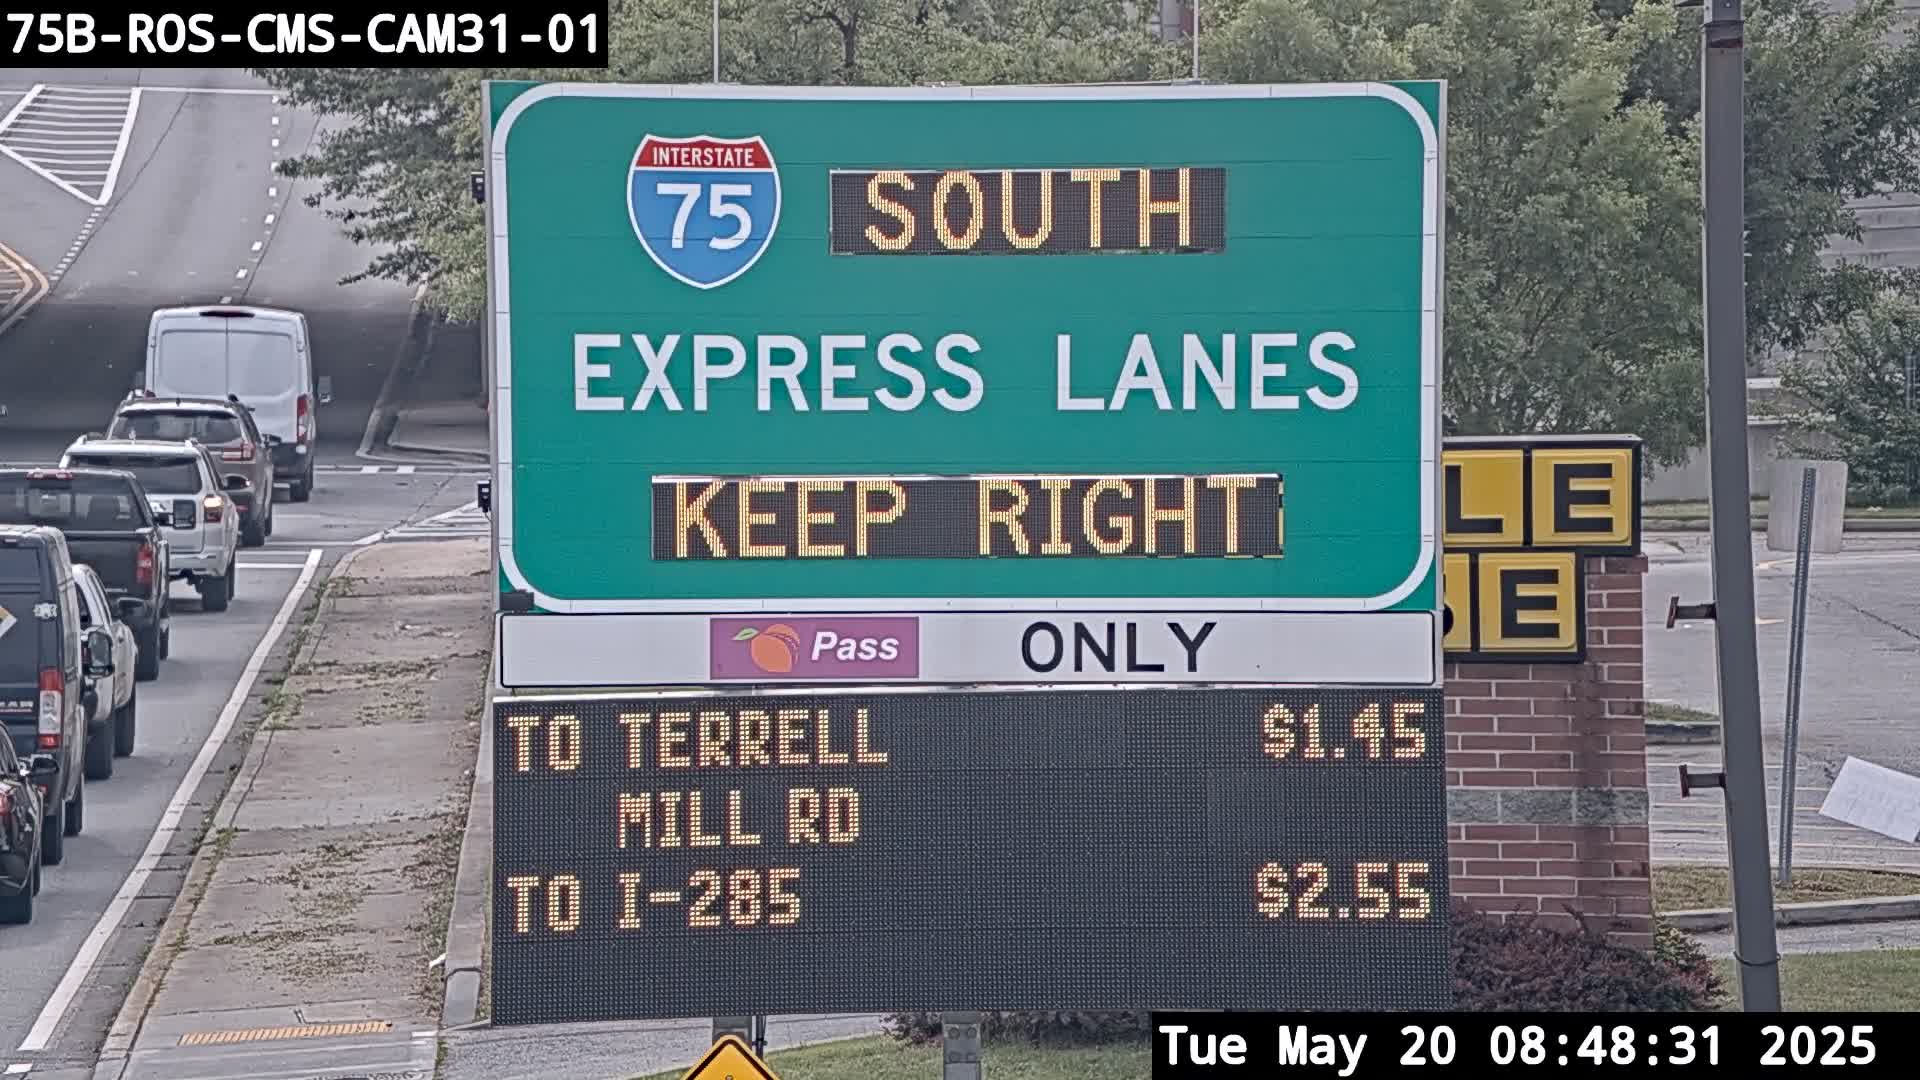 75B-ROS-CMS-CAM31-01
INTERSTATE
75
SOUTH
EXPRESS LANES
KEEP RIGHT
Pass ONLY
TO TERRELL $1.45
MILL RD
TO I-285 $2.55
LE
E
Tue May 20 08:48:31 2025